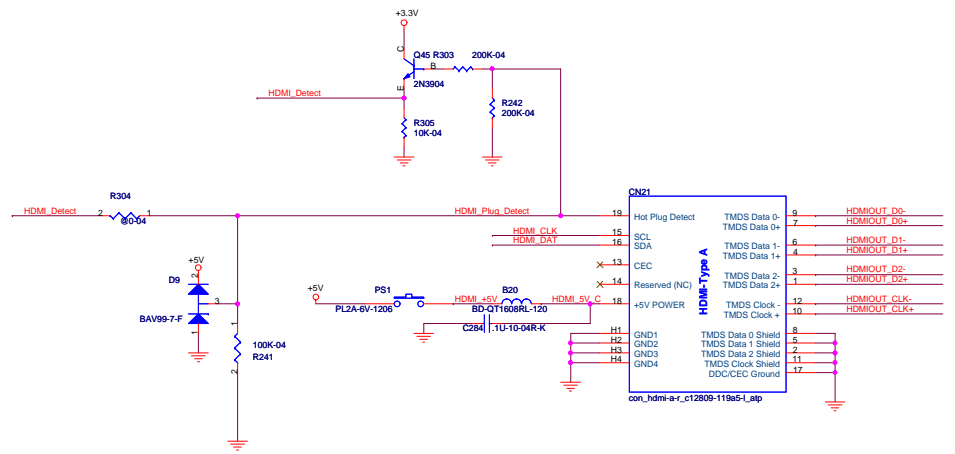 +3.3V
C
Q45 R303 200K-04
B
2N3904
E
HDMI_Detect
R242
200K-04
R305
10K-04
R304
HDMI_Detect 2 1 HDMI_Plug_Detect
@0-04
CN21
19 Hot Plug Detect TMDS Data 0- 9 HDMIOUT_D0-
TMDS Data 0+ 7 HDMIOUT_D0+
HDMI_CLK 15 SCL
HDMI_DAT 16 SDA TMDS Data 1- 6 HDMIOUT_D1-
TMDS Data 1+ 4 HDMIOUT_D1+
13 CEC
TMDS Data 2- 3 HDMIOUT_D2-
14 Reserved (NC) TMDS Data 2+ 1 HDMIOUT_D2+
HDMI-Type A
+5V
D9
2
3
1
BAV99-7-F
+5V PS1 B20
HDMI_+5V HDMI_5V_C 18 +5V POWER TMDS Clock - 12 HDMIOUT_CLK-
PL2A-6V-1206 BD-QT1608RL-120 TMDS Clock + 10 HDMIOUT_CLK+
C284 .1U-10-04R-K
1
100K-04
R241
2
H1 GND1 TMDS Data 0 Shield 8
H2 GND2 TMDS Data 1 Shield 5
H3 GND3 TMDS Data 2 Shield 2
H4 GND4 TMDS Clock Shield 11
DDC/CEC Ground 17
con_hdmi-a-r_c12809-119a5-l_atp